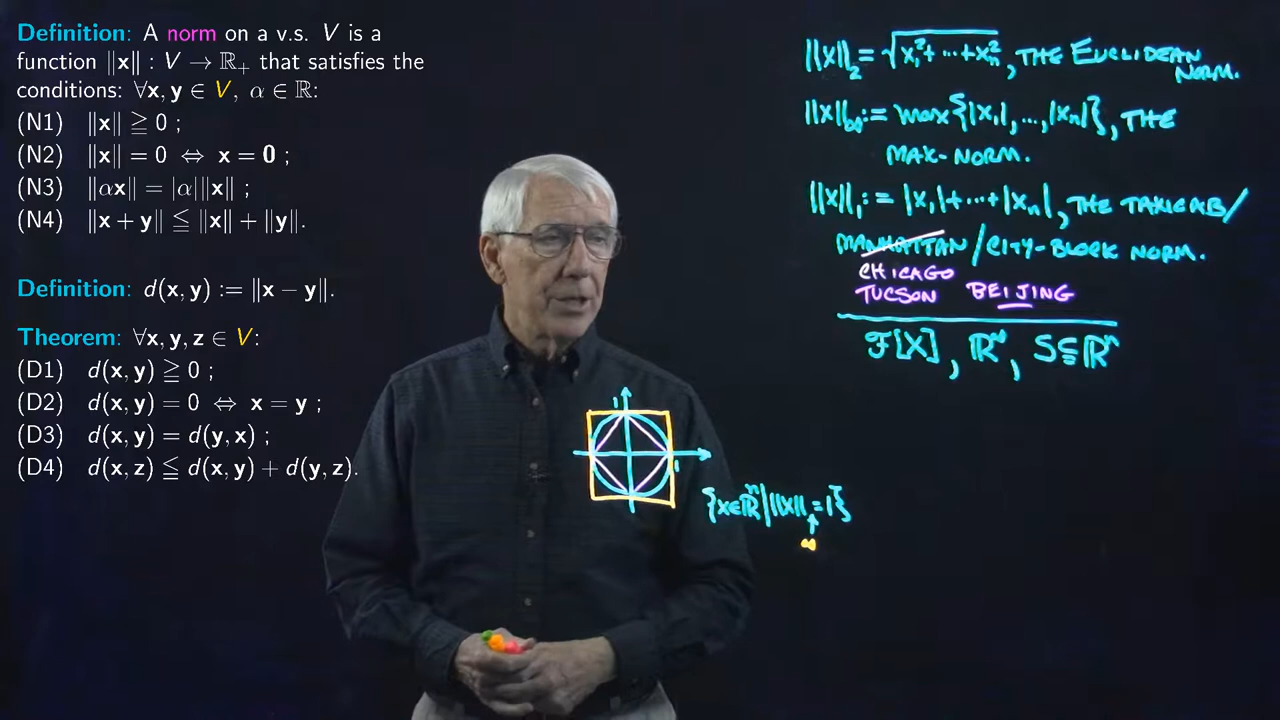 Definition: A norm on a v.s. V is a
function ‖x‖ : V → ℝ₊ that satisfies the
conditions: ∀x, y ∈ V, α ∈ ℝ:
(N1) ‖x‖ ≧ 0 ;
(N2) ‖x‖ = 0 ⇔ x = 0 ;
(N3) ‖αx‖ = |α|‖x‖ ;
(N4) ‖x + y‖ ≦ ‖x‖ + ‖y‖.
Definition: d(x, y) := ‖x − y‖.
Theorem: ∀x, y, z ∈ V:
(D1) d(x, y) ≧ 0 ;
(D2) d(x, y) = 0 ⇔ x = y ;
(D3) d(x, y) = d(y, x) ;
(D4) d(x, z) ≦ d(x, y) + d(y, z).
||x||₂ = √x₁² + ⋯ + xₙ², THE EUCLIDEAN
NORM.
||x||∞ := max{|x₁|, ..., |xₙ|}, THE
MAX-NORM.
||x||₁ := |x₁| + ⋯ + |xₙ|, THE TAXICAB/
MANHATTAN/CITY-BLOCK NORM.
CHICAGO
TUCSON BEIJING
ℱ[X], ℝⁿ, S ⊆ ℝⁿ
1
1
{x∈ℝⁿ| ||x|| = 1}
∞